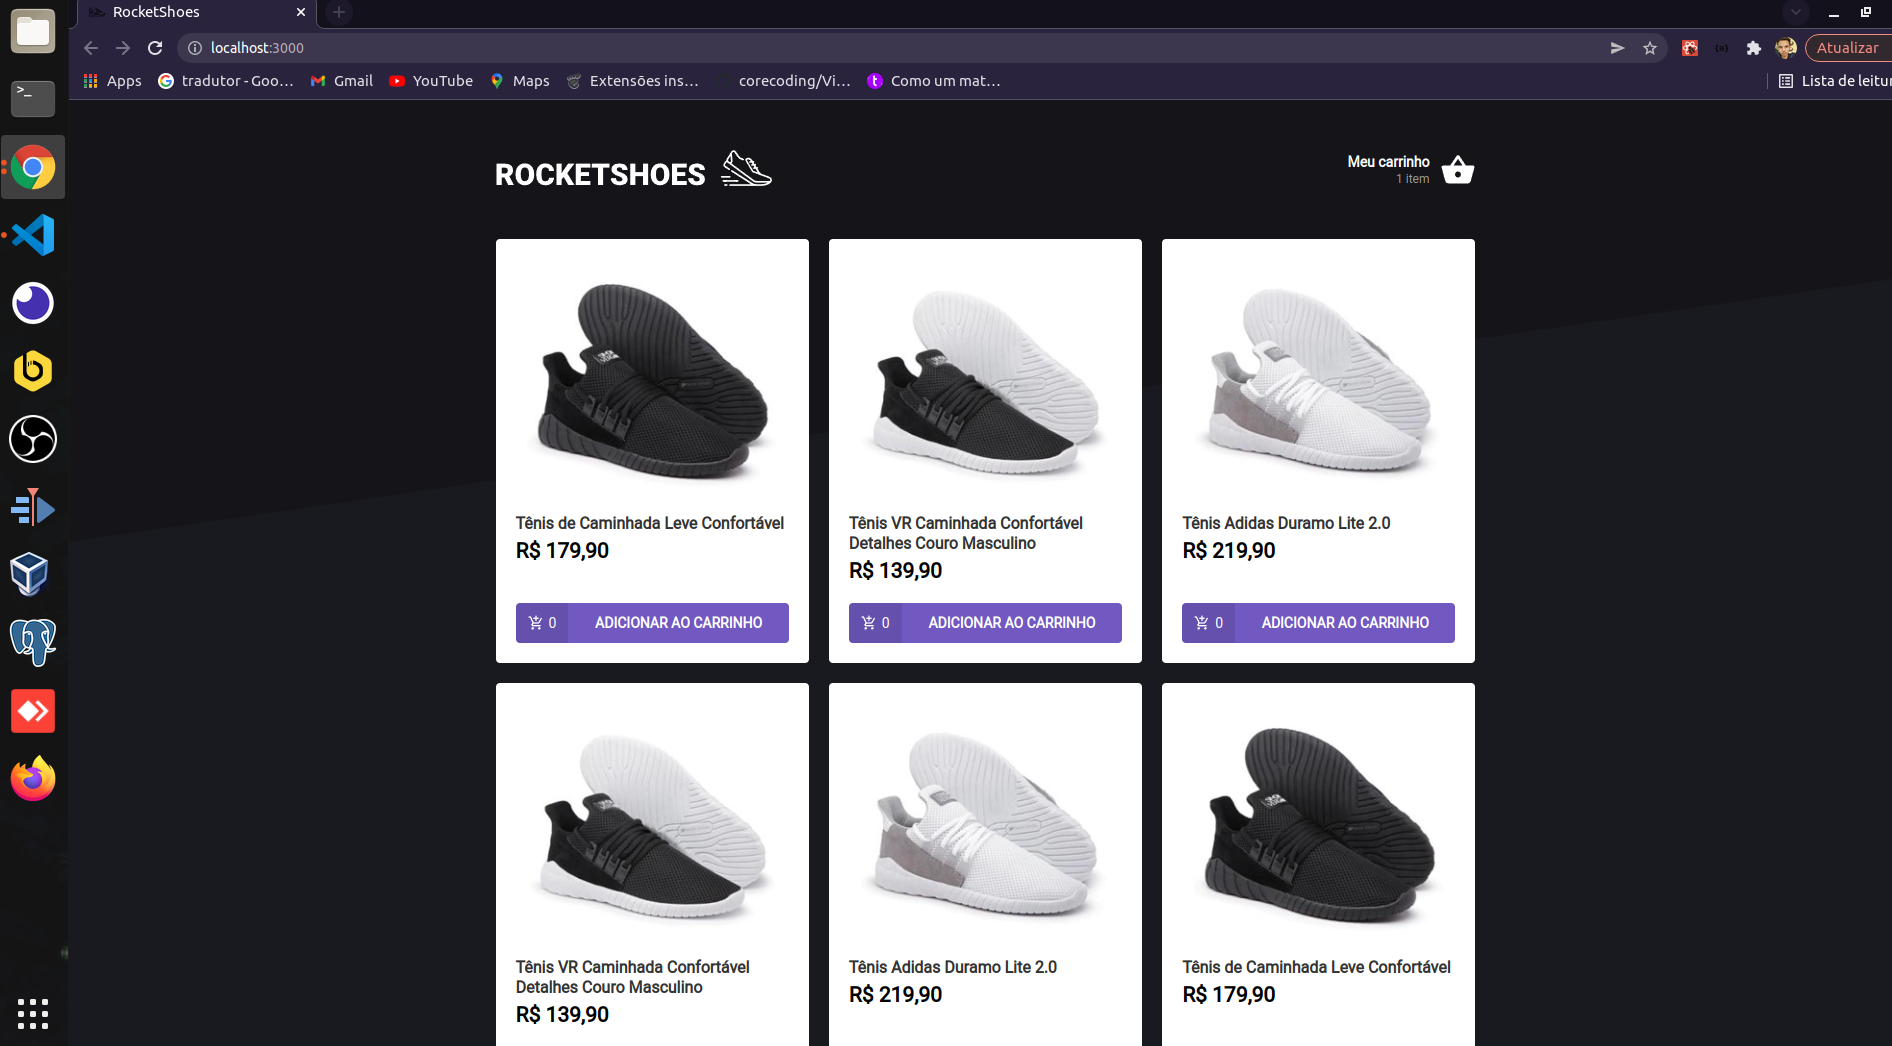 RocketShoes
localhost:3000
Atualizar
Apps
tradutor - Goo...
Gmail
YouTube
Maps
Extensões ins...
corecoding/Vi...
Como um mat...
Lista de leitur
ROCKETSHOES
Meu carrinho
1 item
Tênis de Caminhada Leve Confortável
R$ 179,90
0 ADICIONAR AO CARRINHO
Tênis VR Caminhada Confortável
Detalhes Couro Masculino
R$ 139,90
0 ADICIONAR AO CARRINHO
Tênis Adidas Duramo Lite 2.0
R$ 219,90
0 ADICIONAR AO CARRINHO
Tênis VR Caminhada Confortável
Detalhes Couro Masculino
R$ 139,90
Tênis Adidas Duramo Lite 2.0
R$ 219,90
Tênis de Caminhada Leve Confortável
R$ 179,90